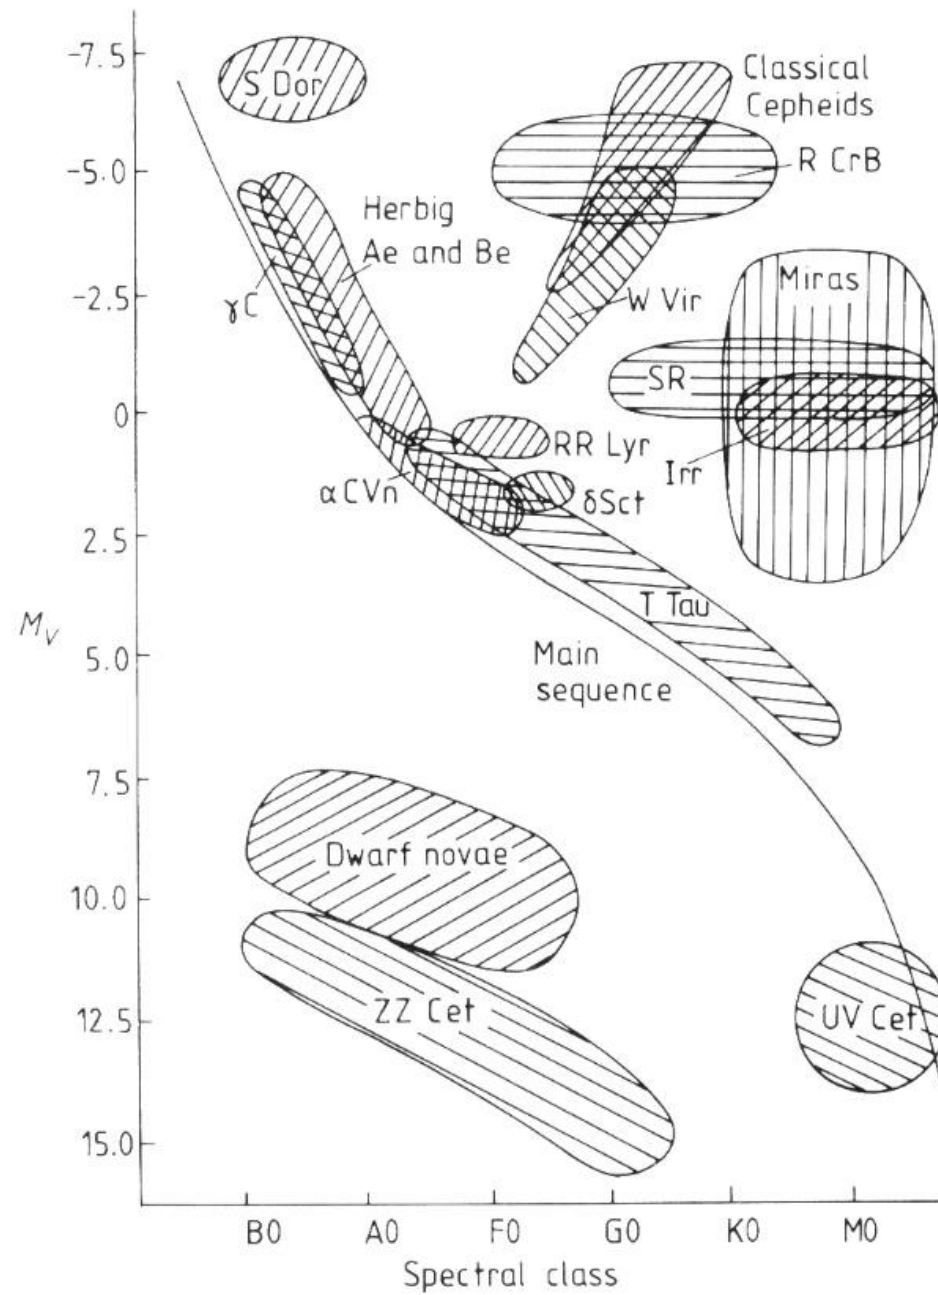 -7.5
-5.0
-2.5
0
2.5
5.0
7.5
10.0
12.5
15.0
M_V
S Dor
Classical
Cepheids
R CrB
Herbig
Ae and Be
γC
W Vir
Miras
SR
Irr
RR Lyr
αCVn
δSct
T Tau
Main
sequence
Dwarf novae
ZZ Cet
UV Cet
B0
A0
F0
G0
K0
M0
Spectral class